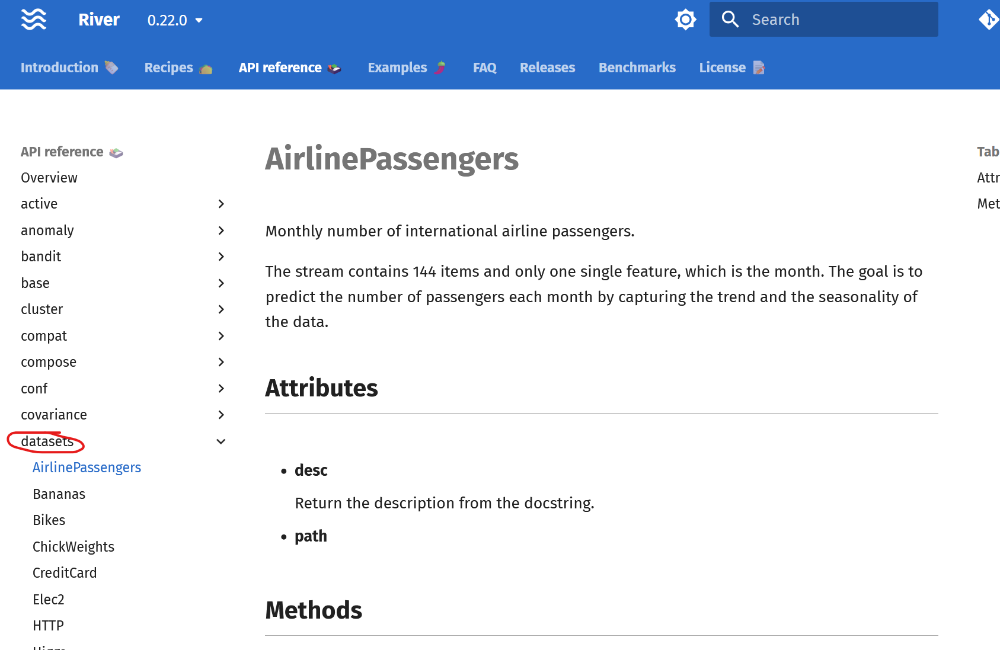 River 0.22.0 Search
Introduction Recipes API reference Examples FAQ Releases Benchmarks License
API reference
Overview
active
anomaly
bandit
base
cluster
compat
compose
conf
covariance
datasets
AirlinePassengers
Bananas
Bikes
ChickWeights
CreditCard
Elec2
HTTP
AirlinePassengers
Monthly number of international airline passengers.
The stream contains 144 items and only one single feature, which is the month. The goal is to
predict the number of passengers each month by capturing the trend and the seasonality of
the data.
Attributes
desc
Return the description from the docstring.
path
Methods
Tab
Attr
Met